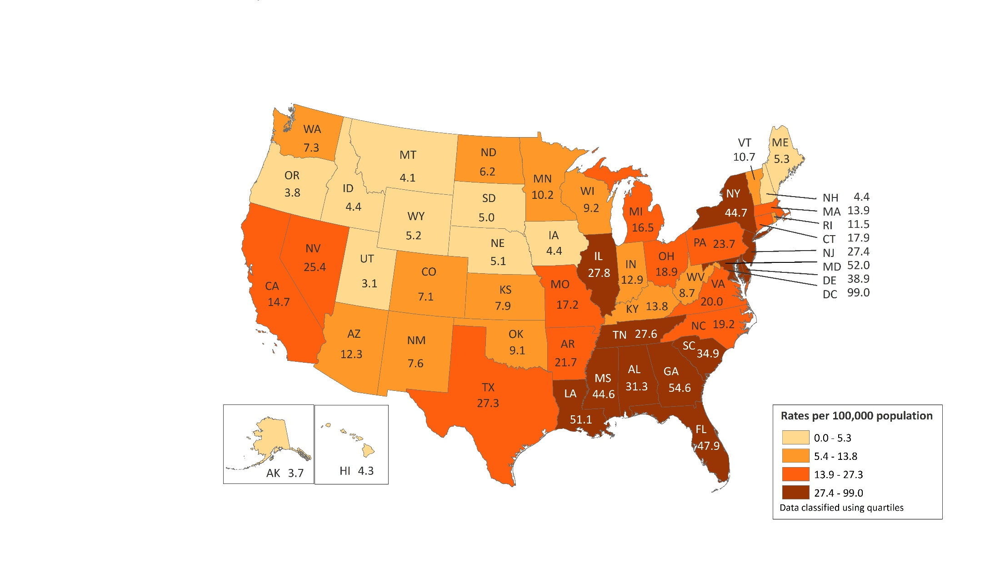 WA
7.3
OR
3.8
ID
4.4
MT
4.1
WY
5.2
ND
6.2
SD
5.0
NE
5.1
MN
10.2
WI
9.2
IA
4.4
MI
16.5
VT
10.7
ME
5.3
NY
44.7
NH 4.4
MA 13.9
RI 11.5
CT 17.9
NJ 27.4
MD 52.0
DE 38.9
DC 99.0
PA 23.7
OH
18.9
IN
12.9
IL
27.8
WV
8.7
VA
20.0
KY 13.8
NC 19.2
TN 27.6
SC
34.9
NV
25.4
CA
14.7
UT
3.1
CO
7.1
KS
7.9
MO
17.2
AZ
12.3
NM
7.6
OK
9.1
AR
21.7
TX
27.3
LA
51.1
MS
44.6
AL
31.3
GA
54.6
FL
47.9
AK 3.7
HI 4.3
Rates per 100,000 population
0.0 - 5.3
5.4 - 13.8
13.9 - 27.3
27.4 - 99.0
Data classified using quartiles